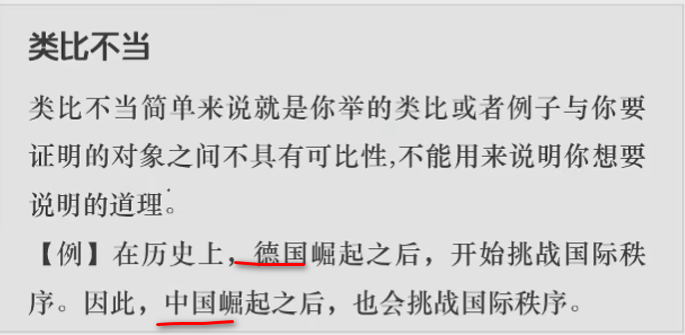 类比不当
类比不当简单来说就是你举的类比或者例子与你要
证明的对象之间不具有可比性,不能用来说明你想要
说明的道理。
【例】在历史上，德国崛起之后，开始挑战国际秩
序。因此，中国崛起之后，也会挑战国际秩序。